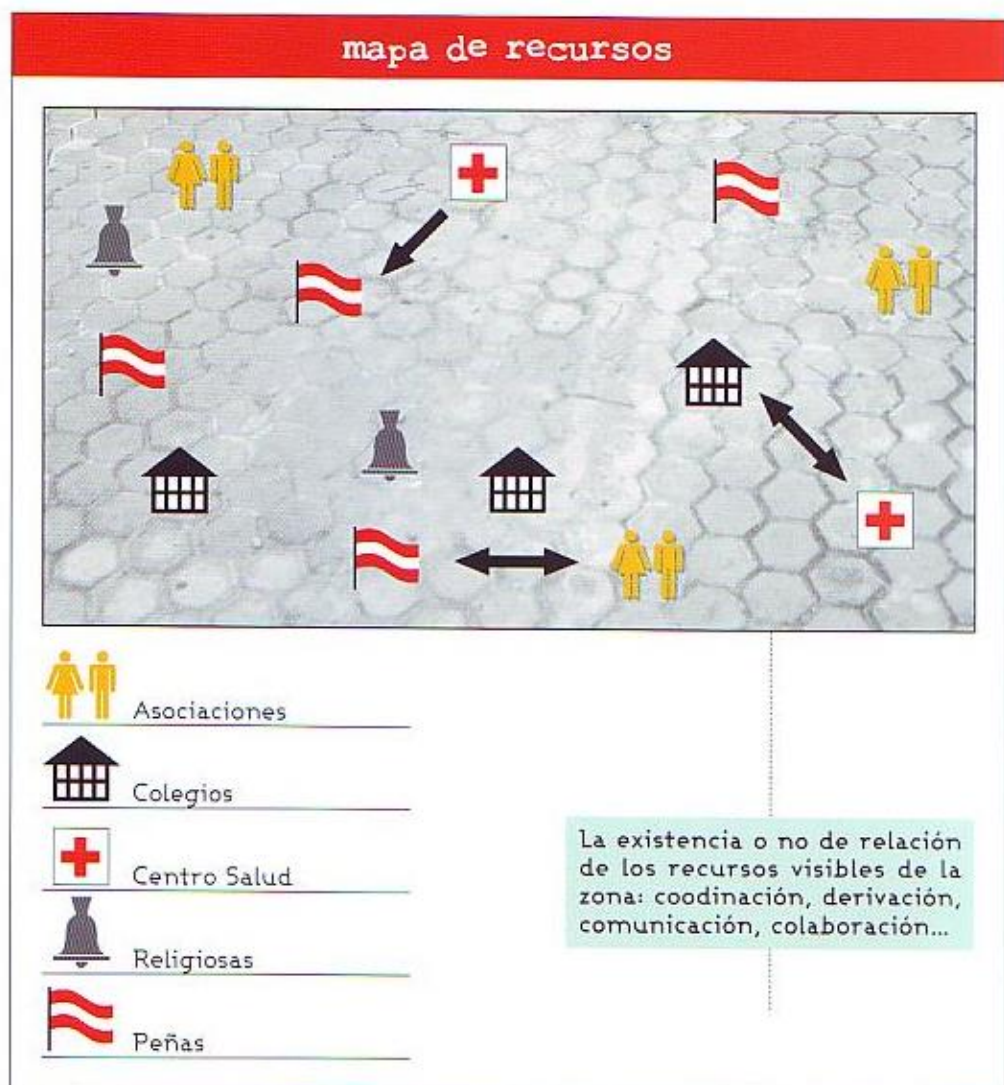 mapa de recursos
Asociaciones
Colegios
Centro Salud
Religiosas
Peñas
La existencia o no de relación
de los recursos visibles de la
zona: coodinación, derivación,
comunicación, colaboración...